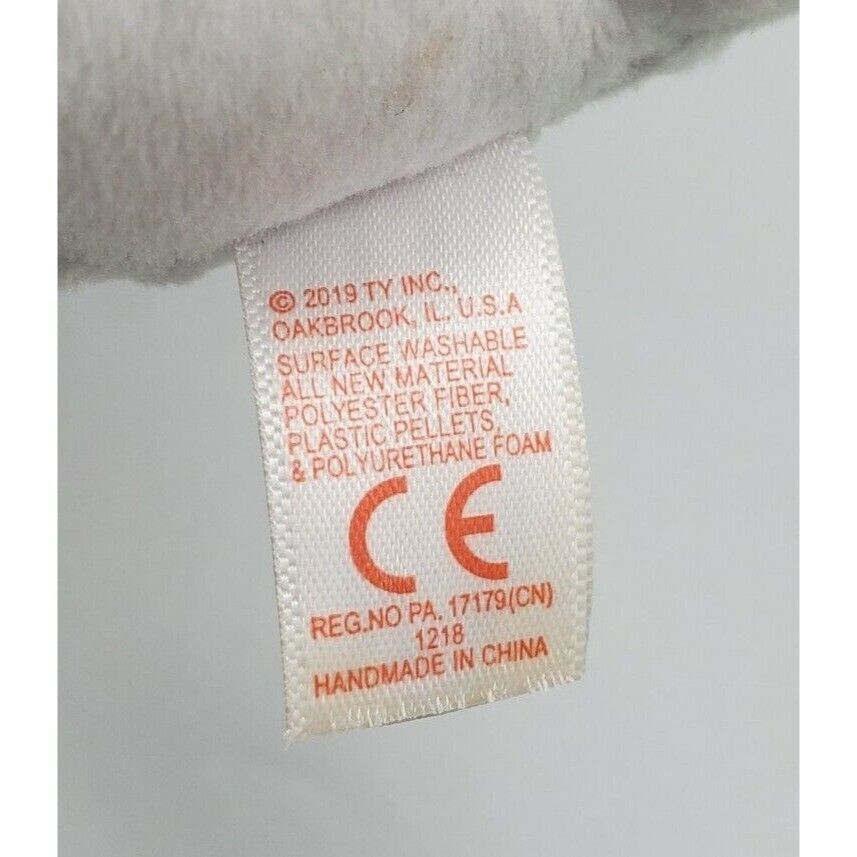 © 2019 TY INC.,
OAKBROOK, IL. U.S.A
SURFACE WASHABLE
ALL NEW MATERIAL
POLYESTER FIBER,
PLASTIC PELLETS,
& POLYURETHANE FOAM
CE
REG.NO PA. 17179(CN)
1218
HANDMADE IN CHINA